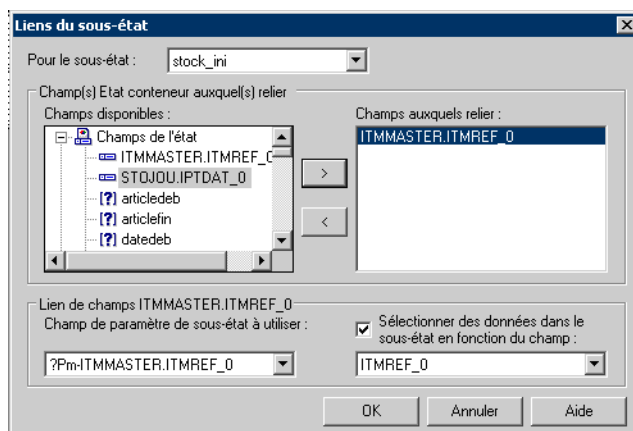 Liens du sous-état
Pour le sous-état :
stock_ini
Champ(s) Etat conteneur auxquel(s) relier
Champs disponibles :
Champs auxquels relier :
Champs de l'état
ITMMASTER.ITMREF_0
STOJOU.IPTDAT_0
[?] articledeb
[?] articlefin
[?] datedeb
>
<
ITMMASTER.ITMREF_0
Lien de champs ITMMASTER.ITMREF_0
Champ de paramètre de sous-état à utiliser :
?Pm-ITMMASTER.ITMREF_0
Sélectionner des données dans le
sous-état en fonction du champ :
ITMREF_0
OK
Annuler
Aide